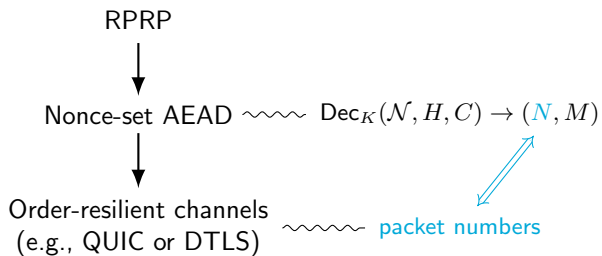 RPRP
Nonce-set AEAD
Dec_K(𝒩, H, C) → (N, M)
Order-resilient channels
(e.g., QUIC or DTLS)
packet numbers